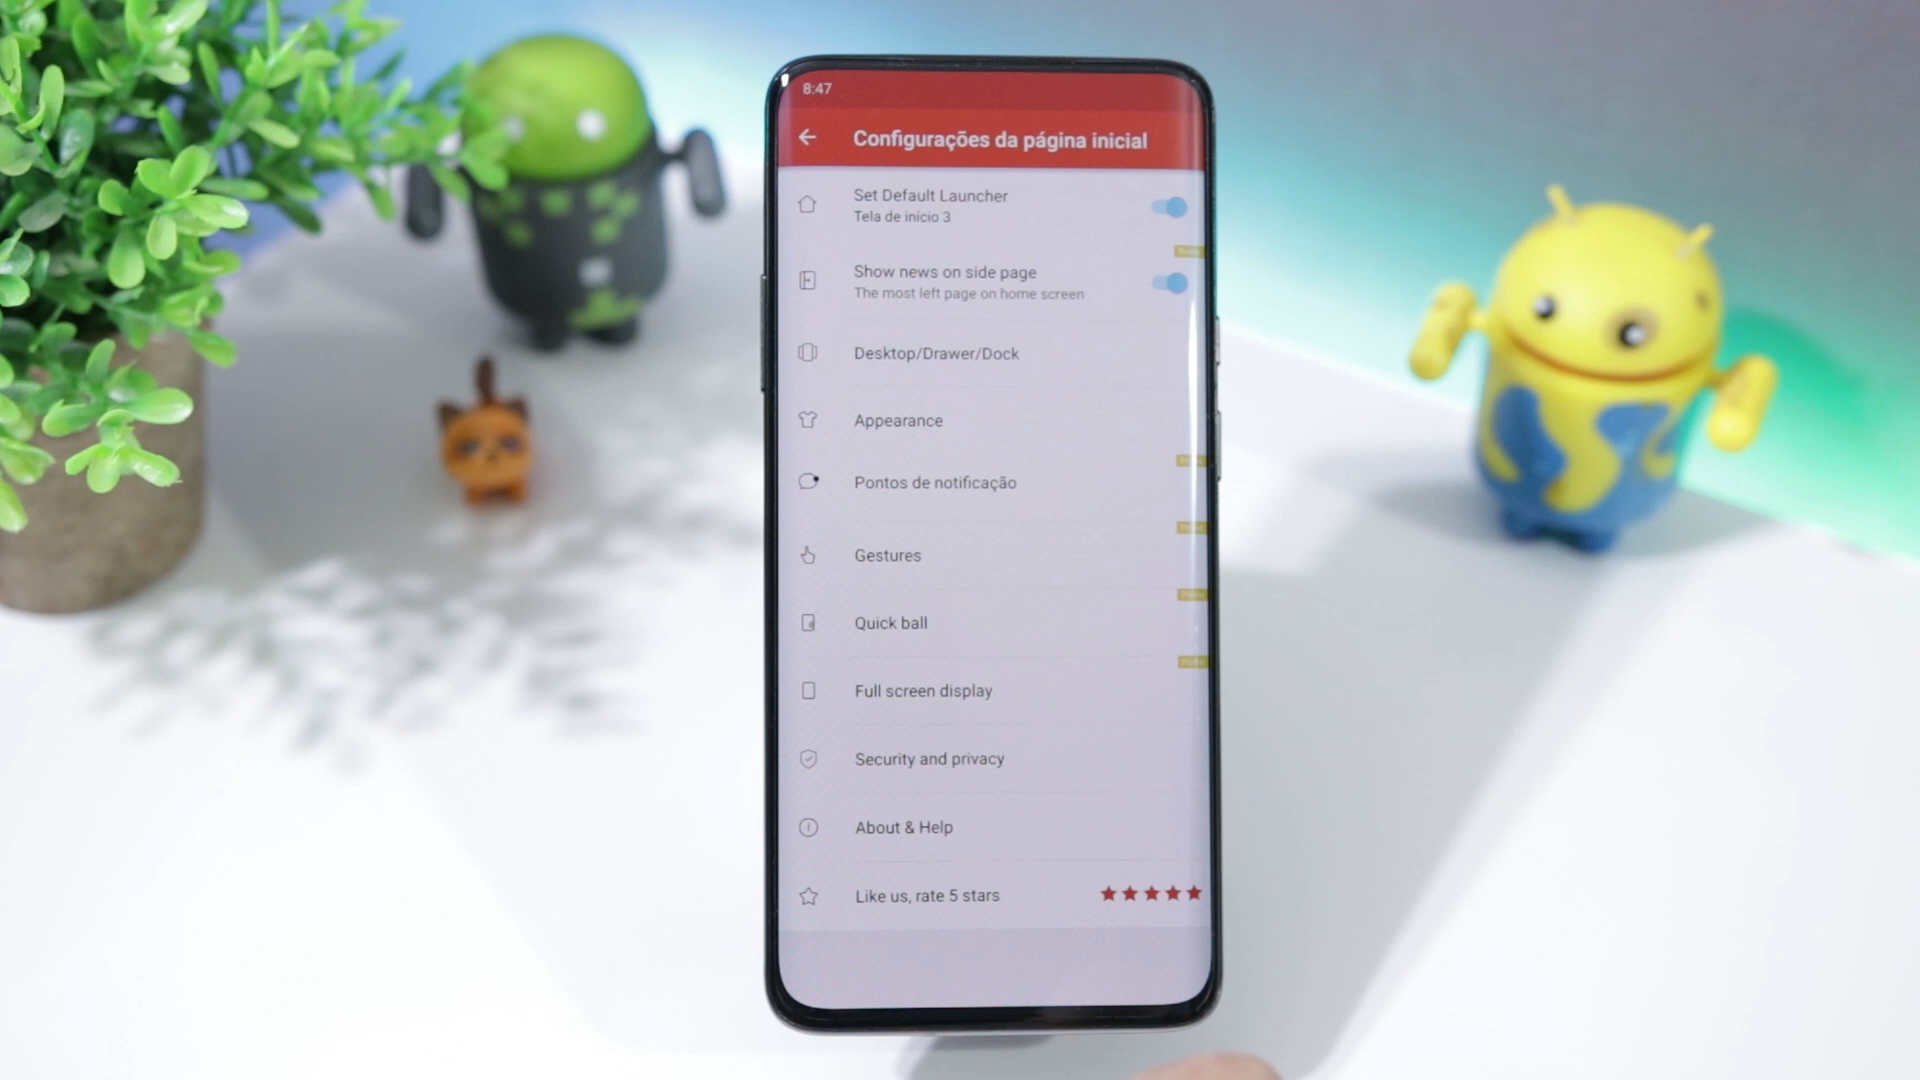 8:47
Configurações da página inicial
Set Default Launcher
Tela de início 3
Show news on side page
The most left page on home screen
Desktop/Drawer/Dock
Appearance
Pontos de notificação
Gestures
Quick ball
Full screen display
Security and privacy
About & Help
Like us, rate 5 stars